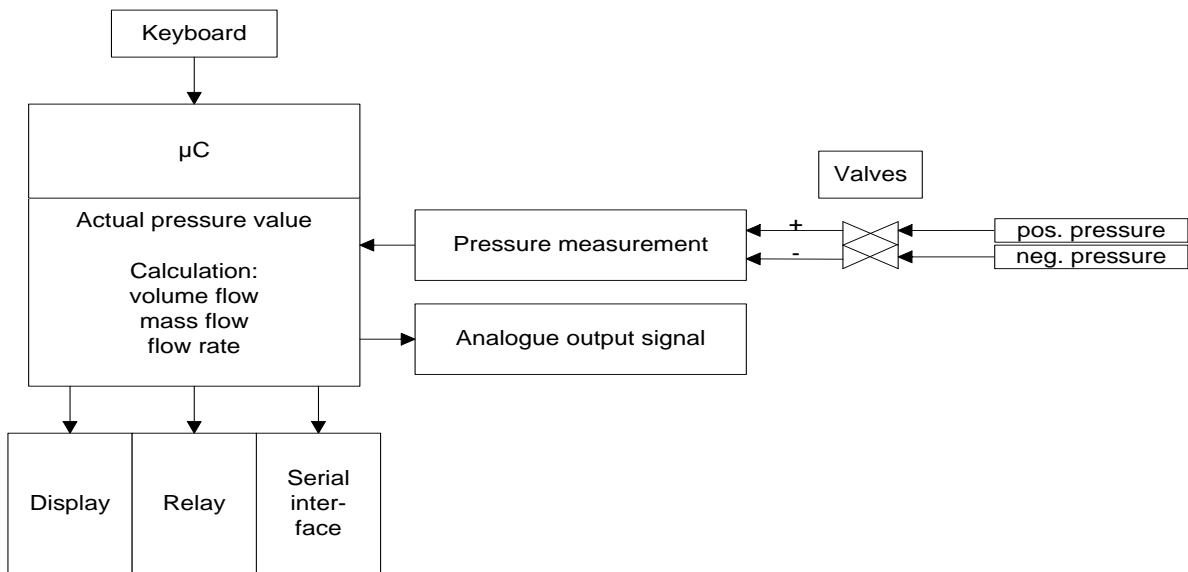 Keyboard
µC
Valves
Actual pressure value
Pressure measurement
+
-
pos. pressure
neg. pressure
Calculation:
volume flow
mass flow
flow rate
Analogue output signal
Display
Relay
Serial
inter-
face